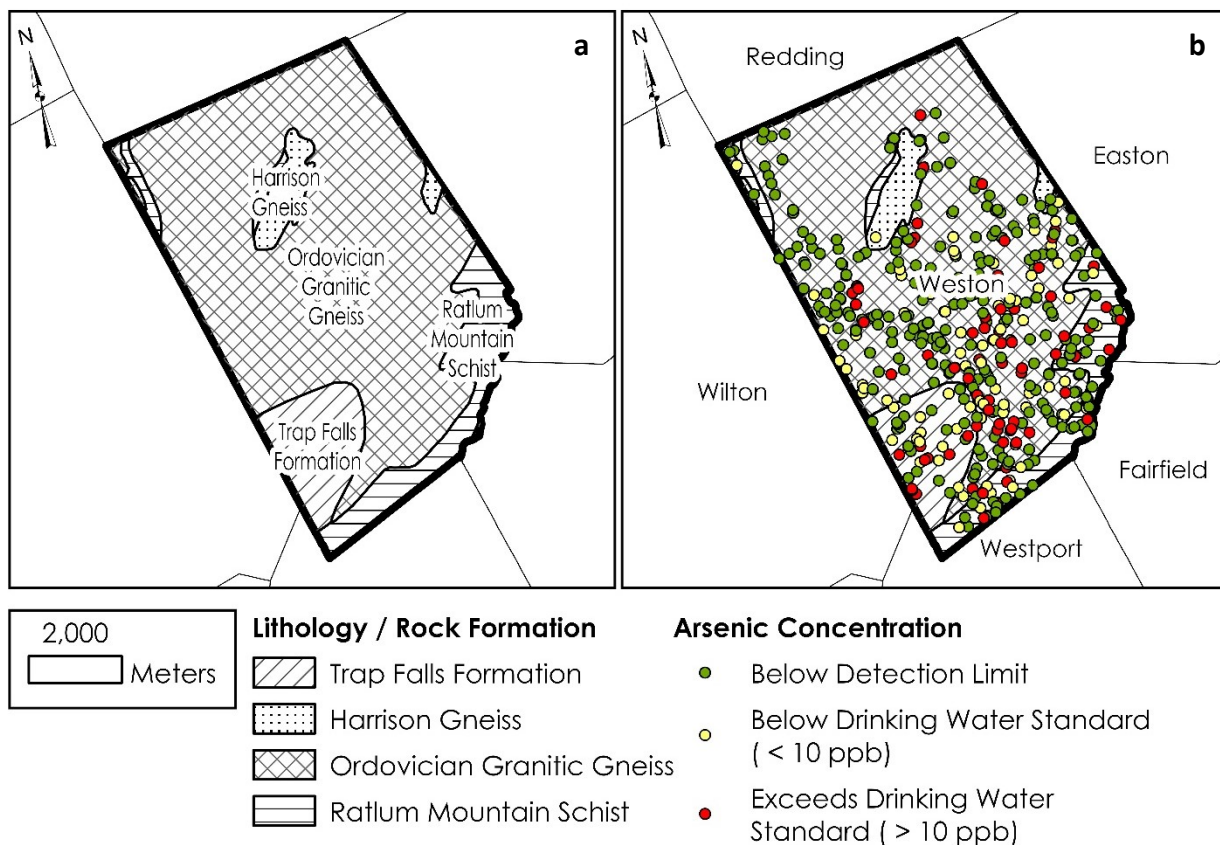 N
a
Harrison
Gneiss
Ordovician
Granitic
Gneiss
Ratlum
Mountain
Schist
Trap Falls
Formation
N
b
Redding
Easton
Weston
Wilton
Fairfield
Westport
2,000
Meters
Lithology / Rock Formation
Trap Falls Formation
Harrison Gneiss
Ordovician Granitic Gneiss
Ratlum Mountain Schist
Arsenic Concentration
Below Detection Limit
Below Drinking Water Standard
( < 10 ppb)
Exceeds Drinking Water
Standard ( > 10 ppb)